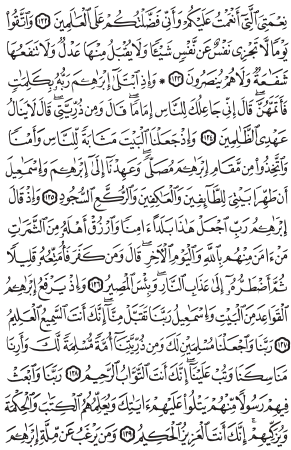 نِعْمَتِيَ ٱلَّتِىٓ أَنْعَمْتُ عَلَيْكُمْ وَأَنِّى فَضَّلْتُكُمْ عَلَى ٱلْعَٰلَمِينَ ١٢٢ وَٱتَّقُوا۟
يَوْمًا لَّا تَجْزِى نَفْسٌ عَن نَّفْسٍ شَيْـًٔا وَلَا يُقْبَلُ مِنْهَا عَدْلٌ وَلَا تَنفَعُهَا
شَفَٰعَةٌ وَلَا هُمْ يُنصَرُونَ ١٢٣ ۞ وَإِذِ ٱبْتَلَىٰٓ إِبْرَٰهِـۧمَ رَبُّهُۥ بِكَلِمَٰتٍ
فَأَتَمَّهُنَّ قَالَ إِنِّى جَاعِلُكَ لِلنَّاسِ إِمَامًا قَالَ وَمِن ذُرِّيَّتِى قَالَ لَا يَنَالُ
عَهْدِى ٱلظَّٰلِمِينَ ١٢٤ وَإِذْ جَعَلْنَا ٱلْبَيْتَ مَثَابَةً لِّلنَّاسِ وَأَمْنًا
وَٱتَّخِذُوا۟ مِن مَّقَامِ إِبْرَٰهِـۧمَ مُصَلًّى وَعَهِدْنَآ إِلَىٰٓ إِبْرَٰهِـۧمَ وَإِسْمَٰعِيلَ
أَن طَهِّرَا بَيْتِىَ لِلطَّآئِفِينَ وَٱلْعَٰكِفِينَ وَٱلرُّكَّعِ ٱلسُّجُودِ ١٢٥ وَإِذْ قَالَ
إِبْرَٰهِـۧمُ رَبِّ ٱجْعَلْ هَٰذَا بَلَدًا ءَامِنًا وَٱرْزُقْ أَهْلَهُۥ مِنَ ٱلثَّمَرَٰتِ
مَنْ ءَامَنَ مِنْهُم بِٱللَّهِ وَٱلْيَوْمِ ٱلْءَاخِرِ قَالَ وَمَن كَفَرَ فَأُمَتِّعُهُۥ قَلِيلًا
ثُمَّ أَضْطَرُّهُۥٓ إِلَىٰ عَذَابِ ٱلنَّارِ وَبِئْسَ ٱلْمَصِيرُ ١٢٦ وَإِذْ يَرْفَعُ إِبْرَٰهِـۧمُ
ٱلْقَوَاعِدَ مِنَ ٱلْبَيْتِ وَإِسْمَٰعِيلُ رَبَّنَا تَقَبَّلْ مِنَّآ إِنَّكَ أَنتَ ٱلسَّمِيعُ ٱلْعَلِيمُ
١٢٧ رَبَّنَا وَٱجْعَلْنَا مُسْلِمَيْنِ لَكَ وَمِن ذُرِّيَّتِنَآ أُمَّةً مُّسْلِمَةً لَّكَ وَأَرِنَا
مَنَاسِكَنَا وَتُبْ عَلَيْنَآ إِنَّكَ أَنتَ ٱلتَّوَّابُ ٱلرَّحِيمُ ١٢٨ رَبَّنَا وَٱبْعَثْ
فِيهِمْ رَسُولًا مِّنْهُمْ يَتْلُوا۟ عَلَيْهِمْ ءَايَٰتِكَ وَيُعَلِّمُهُمُ ٱلْكِتَٰبَ وَٱلْحِكْمَةَ
وَيُزَكِّيهِمْ إِنَّكَ أَنتَ ٱلْعَزِيزُ ٱلْحَكِيمُ ١٢٩ وَمَن يَرْغَبُ عَن مِّلَّةِ إِبْرَٰهِـۧمَ